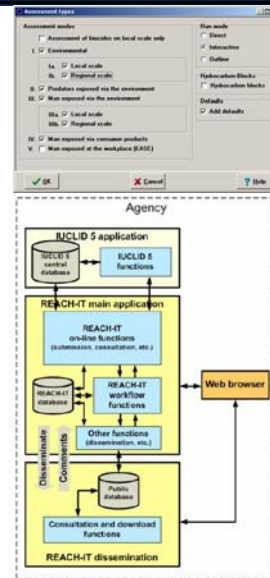 Assessment types
Assessment modes
Assessment of biocides on local scale only
I. Environmental
Ia. Local scale
Ib. Regional scale
II. Predators exposed via the environment
III. Man exposed via the environment
IIIa. Local scale
IIIb. Regional scale
IV. Man exposed via consumer products
V. Man exposed at the workplace (EASE)
Run mode
Direct
Interactive
Outline
Hydrocarbon Blocks
Hydrocarbon blocks
Defaults
Add defaults
OK
Cancel
? Help
Agency
IUCLID 5 application
IUCLID 5
central
database
IUCLID 5
functions
REACH-IT main application
REACH-IT
on-line functions
(submission, consultation, etc.)
REACH-IT
database
REACH-IT
workflow
functions
Web browser
Other functions
(dissemination, etc.)
Disseminate
Comments
Public
database
Consultation and download
functions
REACH-IT dissemination